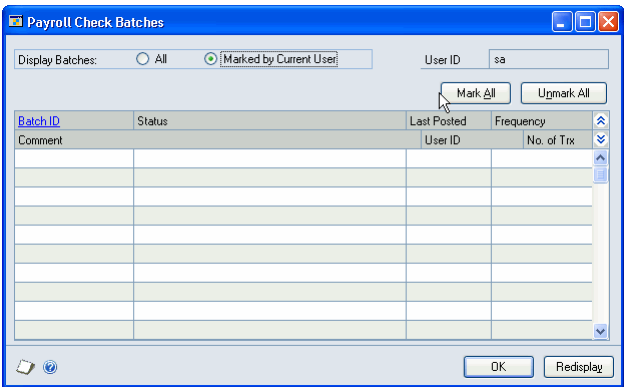 Payroll Check Batches
Display Batches: All Marked by Current User User ID sa
Mark All Unmark All
Batch ID Status Last Posted Frequency
Comment User ID No. of Trx
OK Redisplay